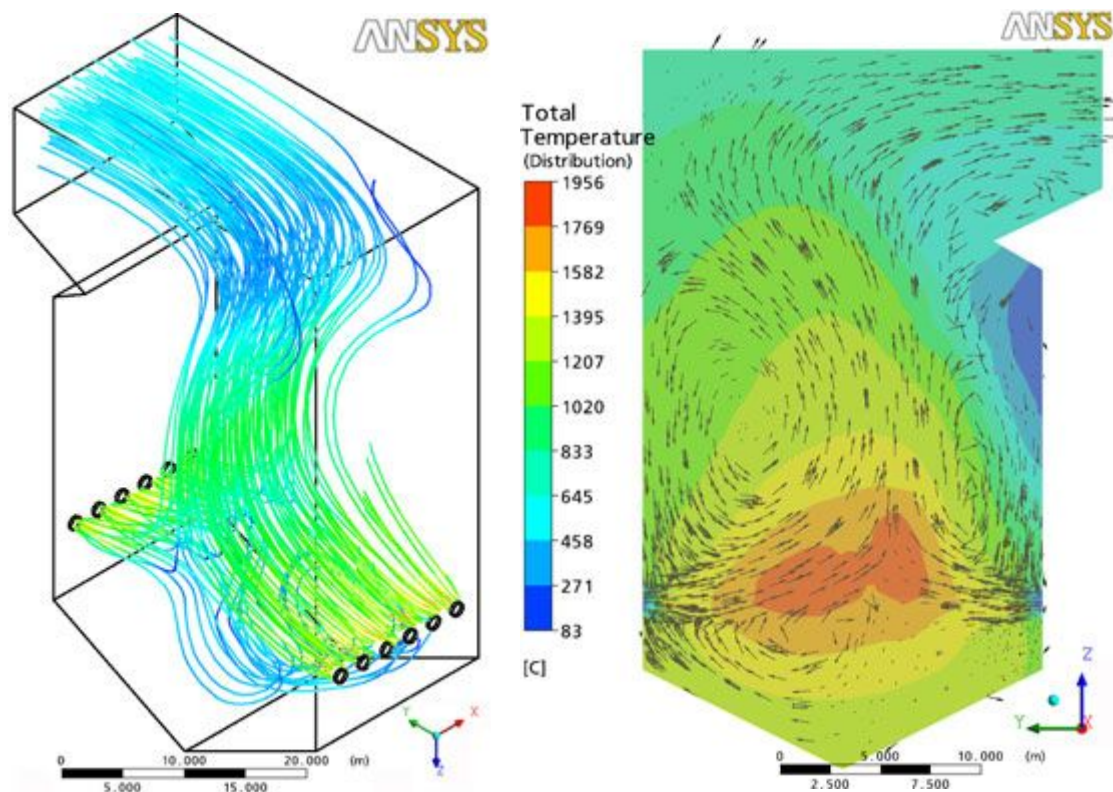 ANSYS
ANSYS
Total
Temperature
(Distribution)
1956
1769
1582
1395
1207
1020
833
645
458
271
83
[C]
Y
X
Z
0
10.000
20.000
(m)
5.000
15.000
Z
Y
X
0
5.000
10.000
(m)
2.500
7.500